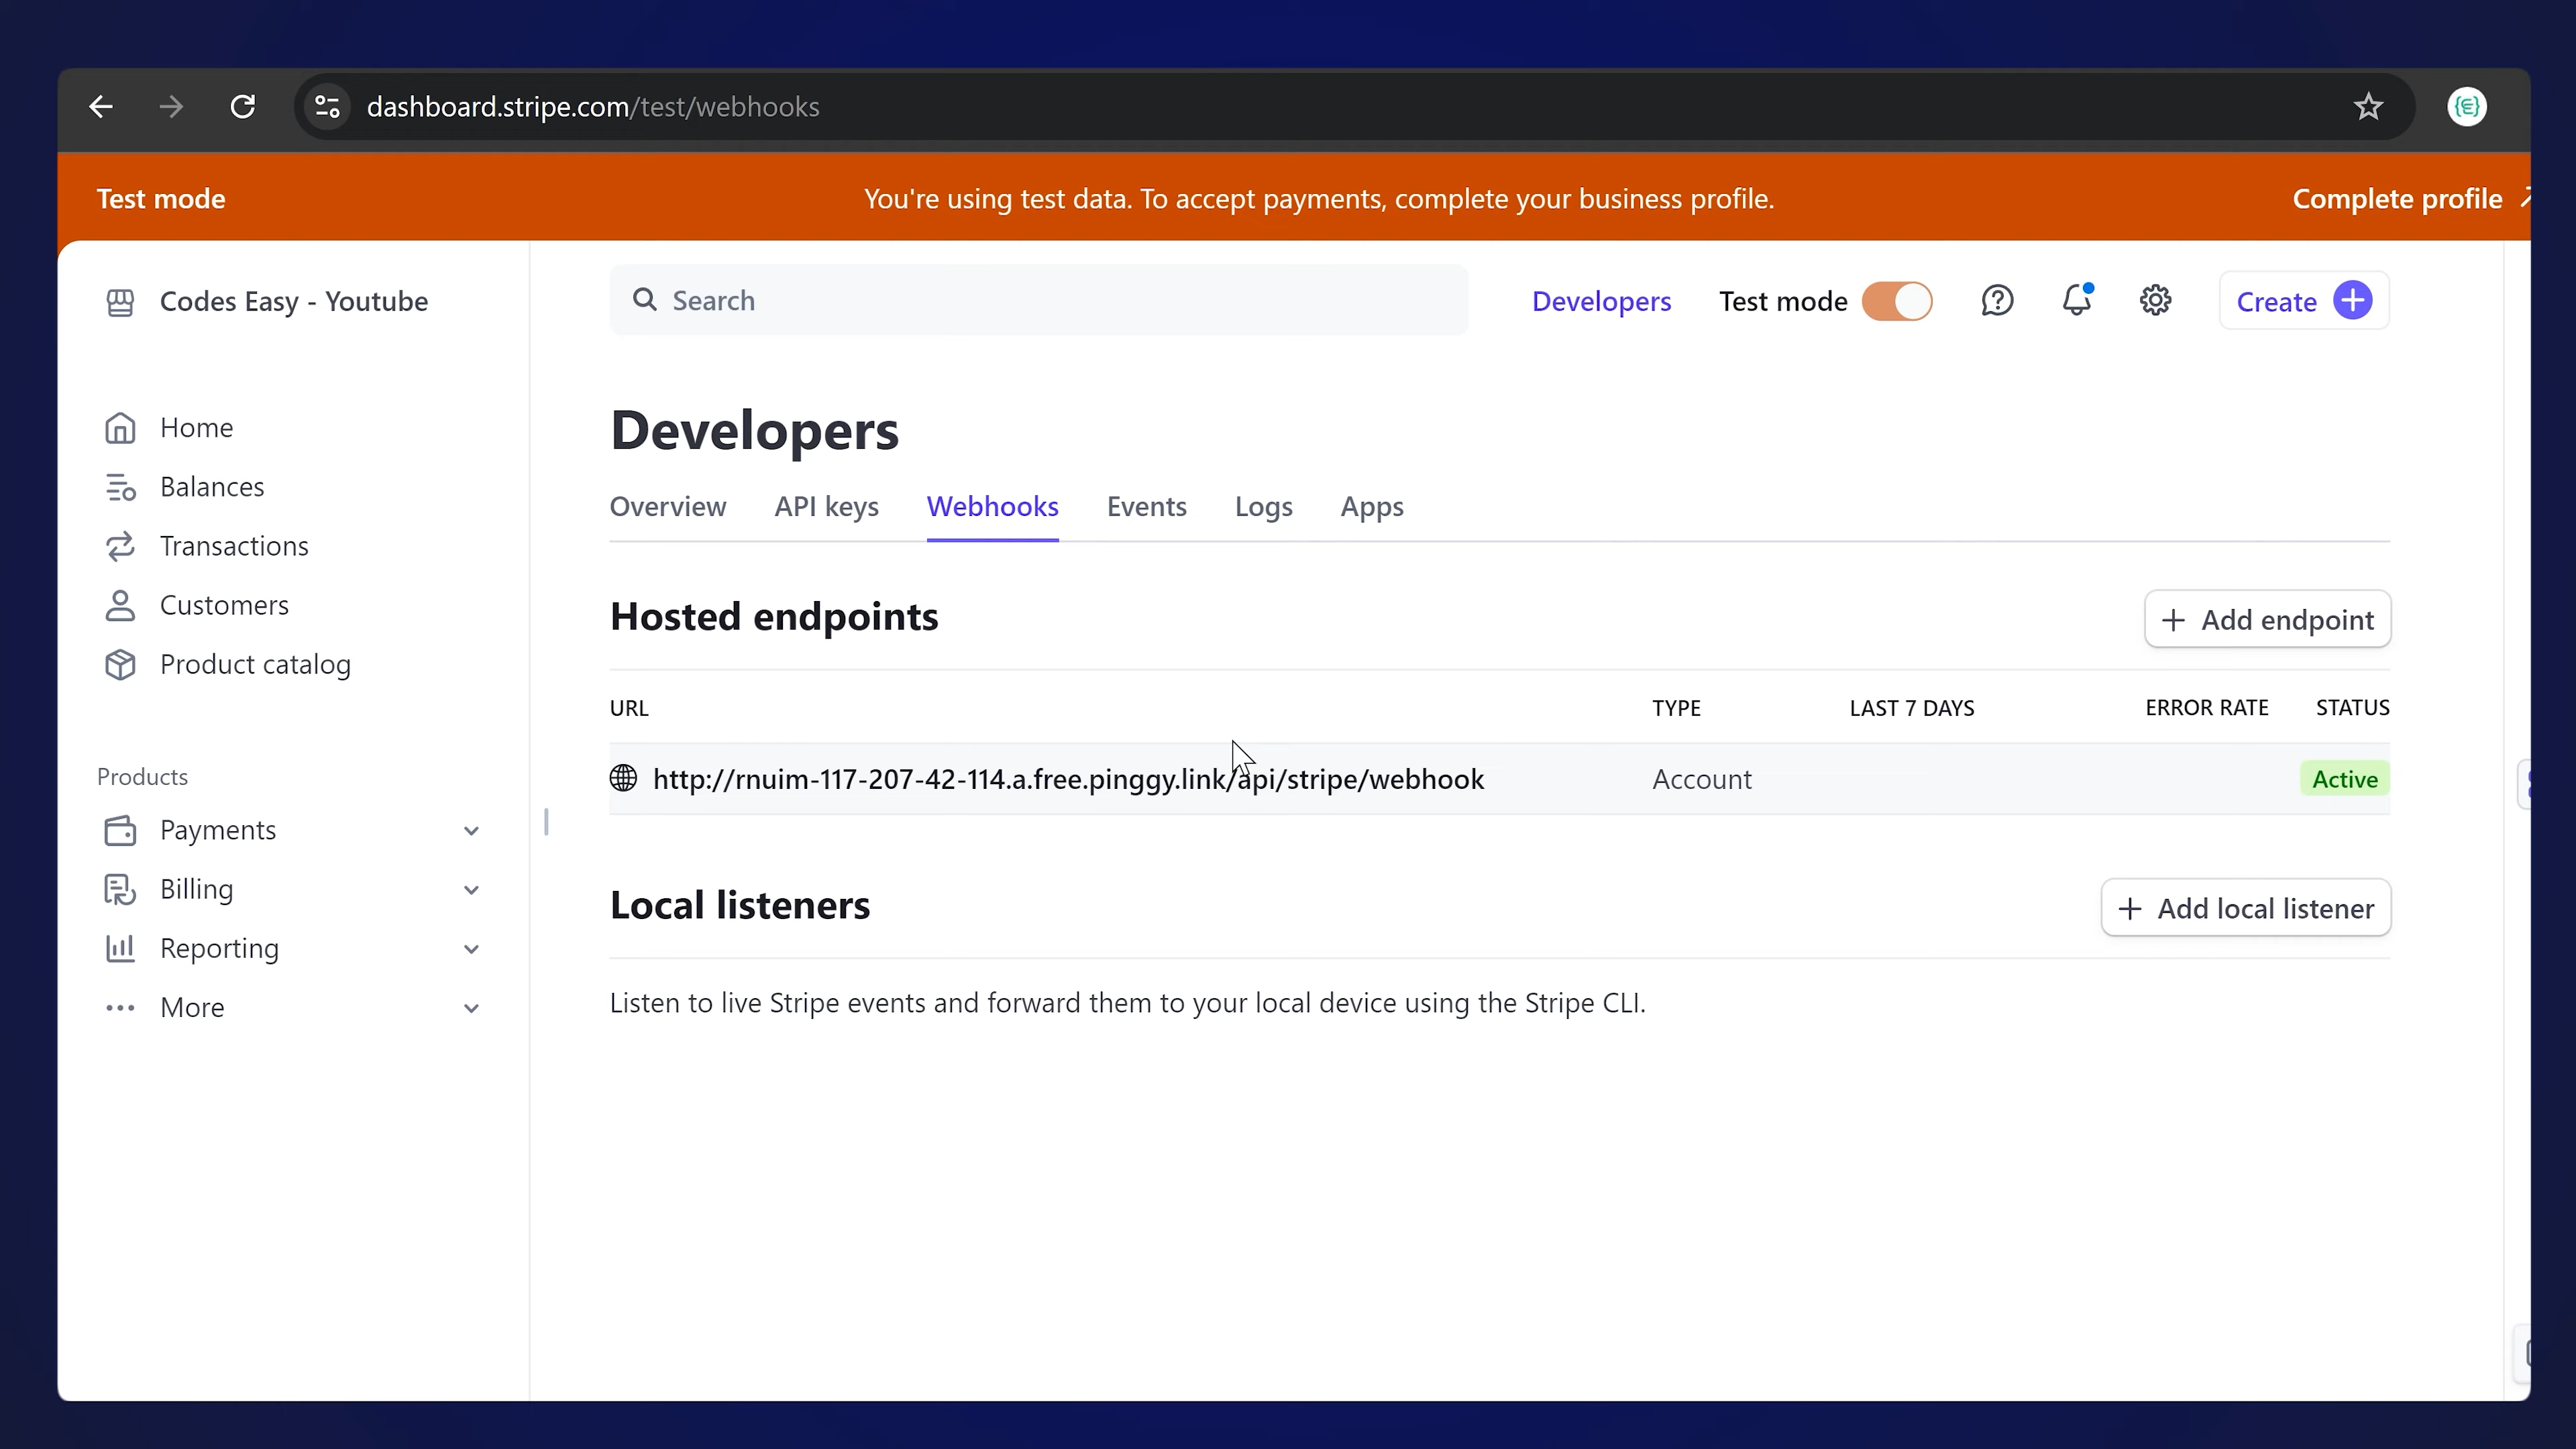 dashboard.stripe.com/test/webhooks
Test mode
You're using test data. To accept payments, complete your business profile.
Complete profile
Codes Easy - Youtube
Search
Developers
Test mode
Create
Home
Balances
Transactions
Customers
Product catalog
Products
Payments
Billing
Reporting
More
Developers
Overview
API keys
Webhooks
Events
Logs
Apps
Hosted endpoints
Add endpoint
URL
TYPE
LAST 7 DAYS
ERROR RATE
STATUS
http://rnuim-117-207-42-114.a.free.pinggy.link/api/stripe/webhook
Account
Active
Local listeners
Add local listener
Listen to live Stripe events and forward them to your local device using the Stripe CLI.